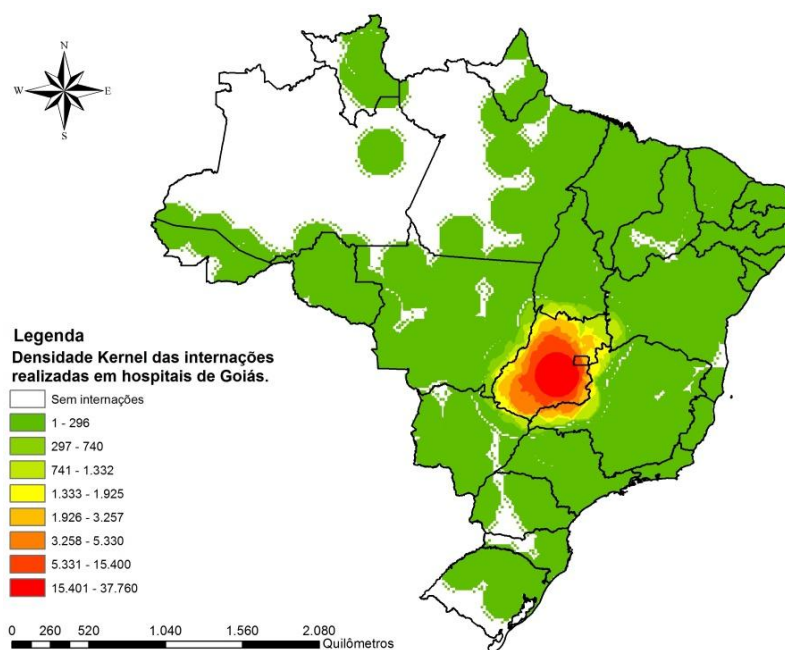 N
W E
S
Legenda
Densidade Kernel das internações
realizadas em hospitais de Goiás.
Sem internações
1 - 296
297 - 740
741 - 1.332
1.333 - 1.925
1.926 - 3.257
3.258 - 5.330
5.331 - 15.400
15.401 - 37.760
0 260 520 1.040 1.560 2.080
Quilômetros